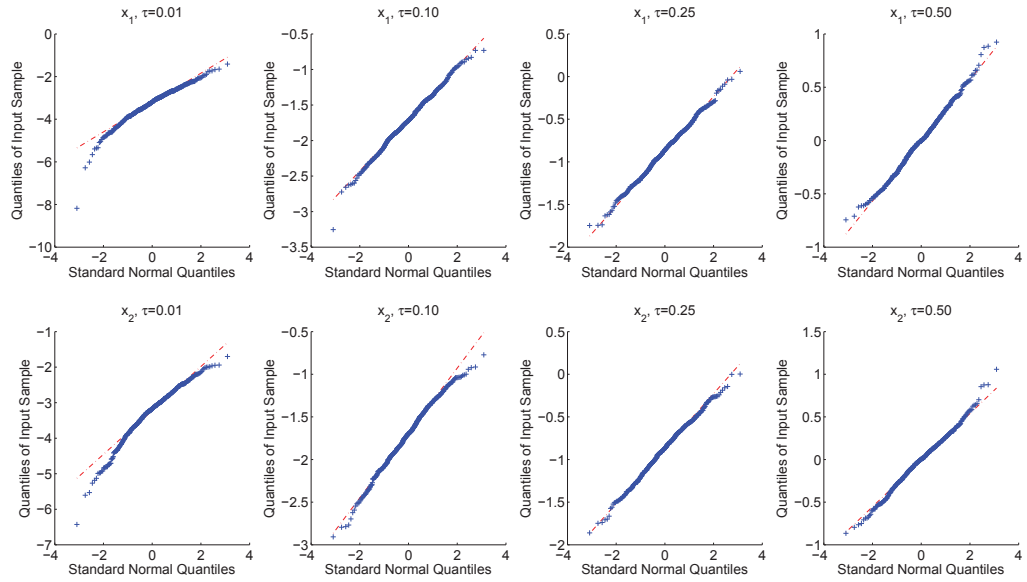 x1, τ=0.01
x1, τ=0.10
x1, τ=0.25
x1, τ=0.50
Quantiles of Input Sample
0
−2
−4
−6
−8
−10
−4 −2 0 2 4
Standard Normal Quantiles
Quantiles of Input Sample
−0.5
−1
−1.5
−2
−2.5
−3
−3.5
−4 −2 0 2 4
Standard Normal Quantiles
Quantiles of Input Sample
0.5
0
−0.5
−1
−1.5
−2
−4 −2 0 2 4
Standard Normal Quantiles
Quantiles of Input Sample
1
0.5
0
−0.5
−1
−4 −2 0 2 4
Standard Normal Quantiles
x2, τ=0.01
x2, τ=0.10
x2, τ=0.25
x2, τ=0.50
Quantiles of Input Sample
−1
−2
−3
−4
−5
−6
−7
−4 −2 0 2 4
Standard Normal Quantiles
Quantiles of Input Sample
−0.5
−1
−1.5
−2
−2.5
−3
−4 −2 0 2 4
Standard Normal Quantiles
Quantiles of Input Sample
0.5
0
−0.5
−1
−1.5
−2
−4 −2 0 2 4
Standard Normal Quantiles
Quantiles of Input Sample
1.5
1
0.5
0
−0.5
−1
−4 −2 0 2 4
Standard Normal Quantiles